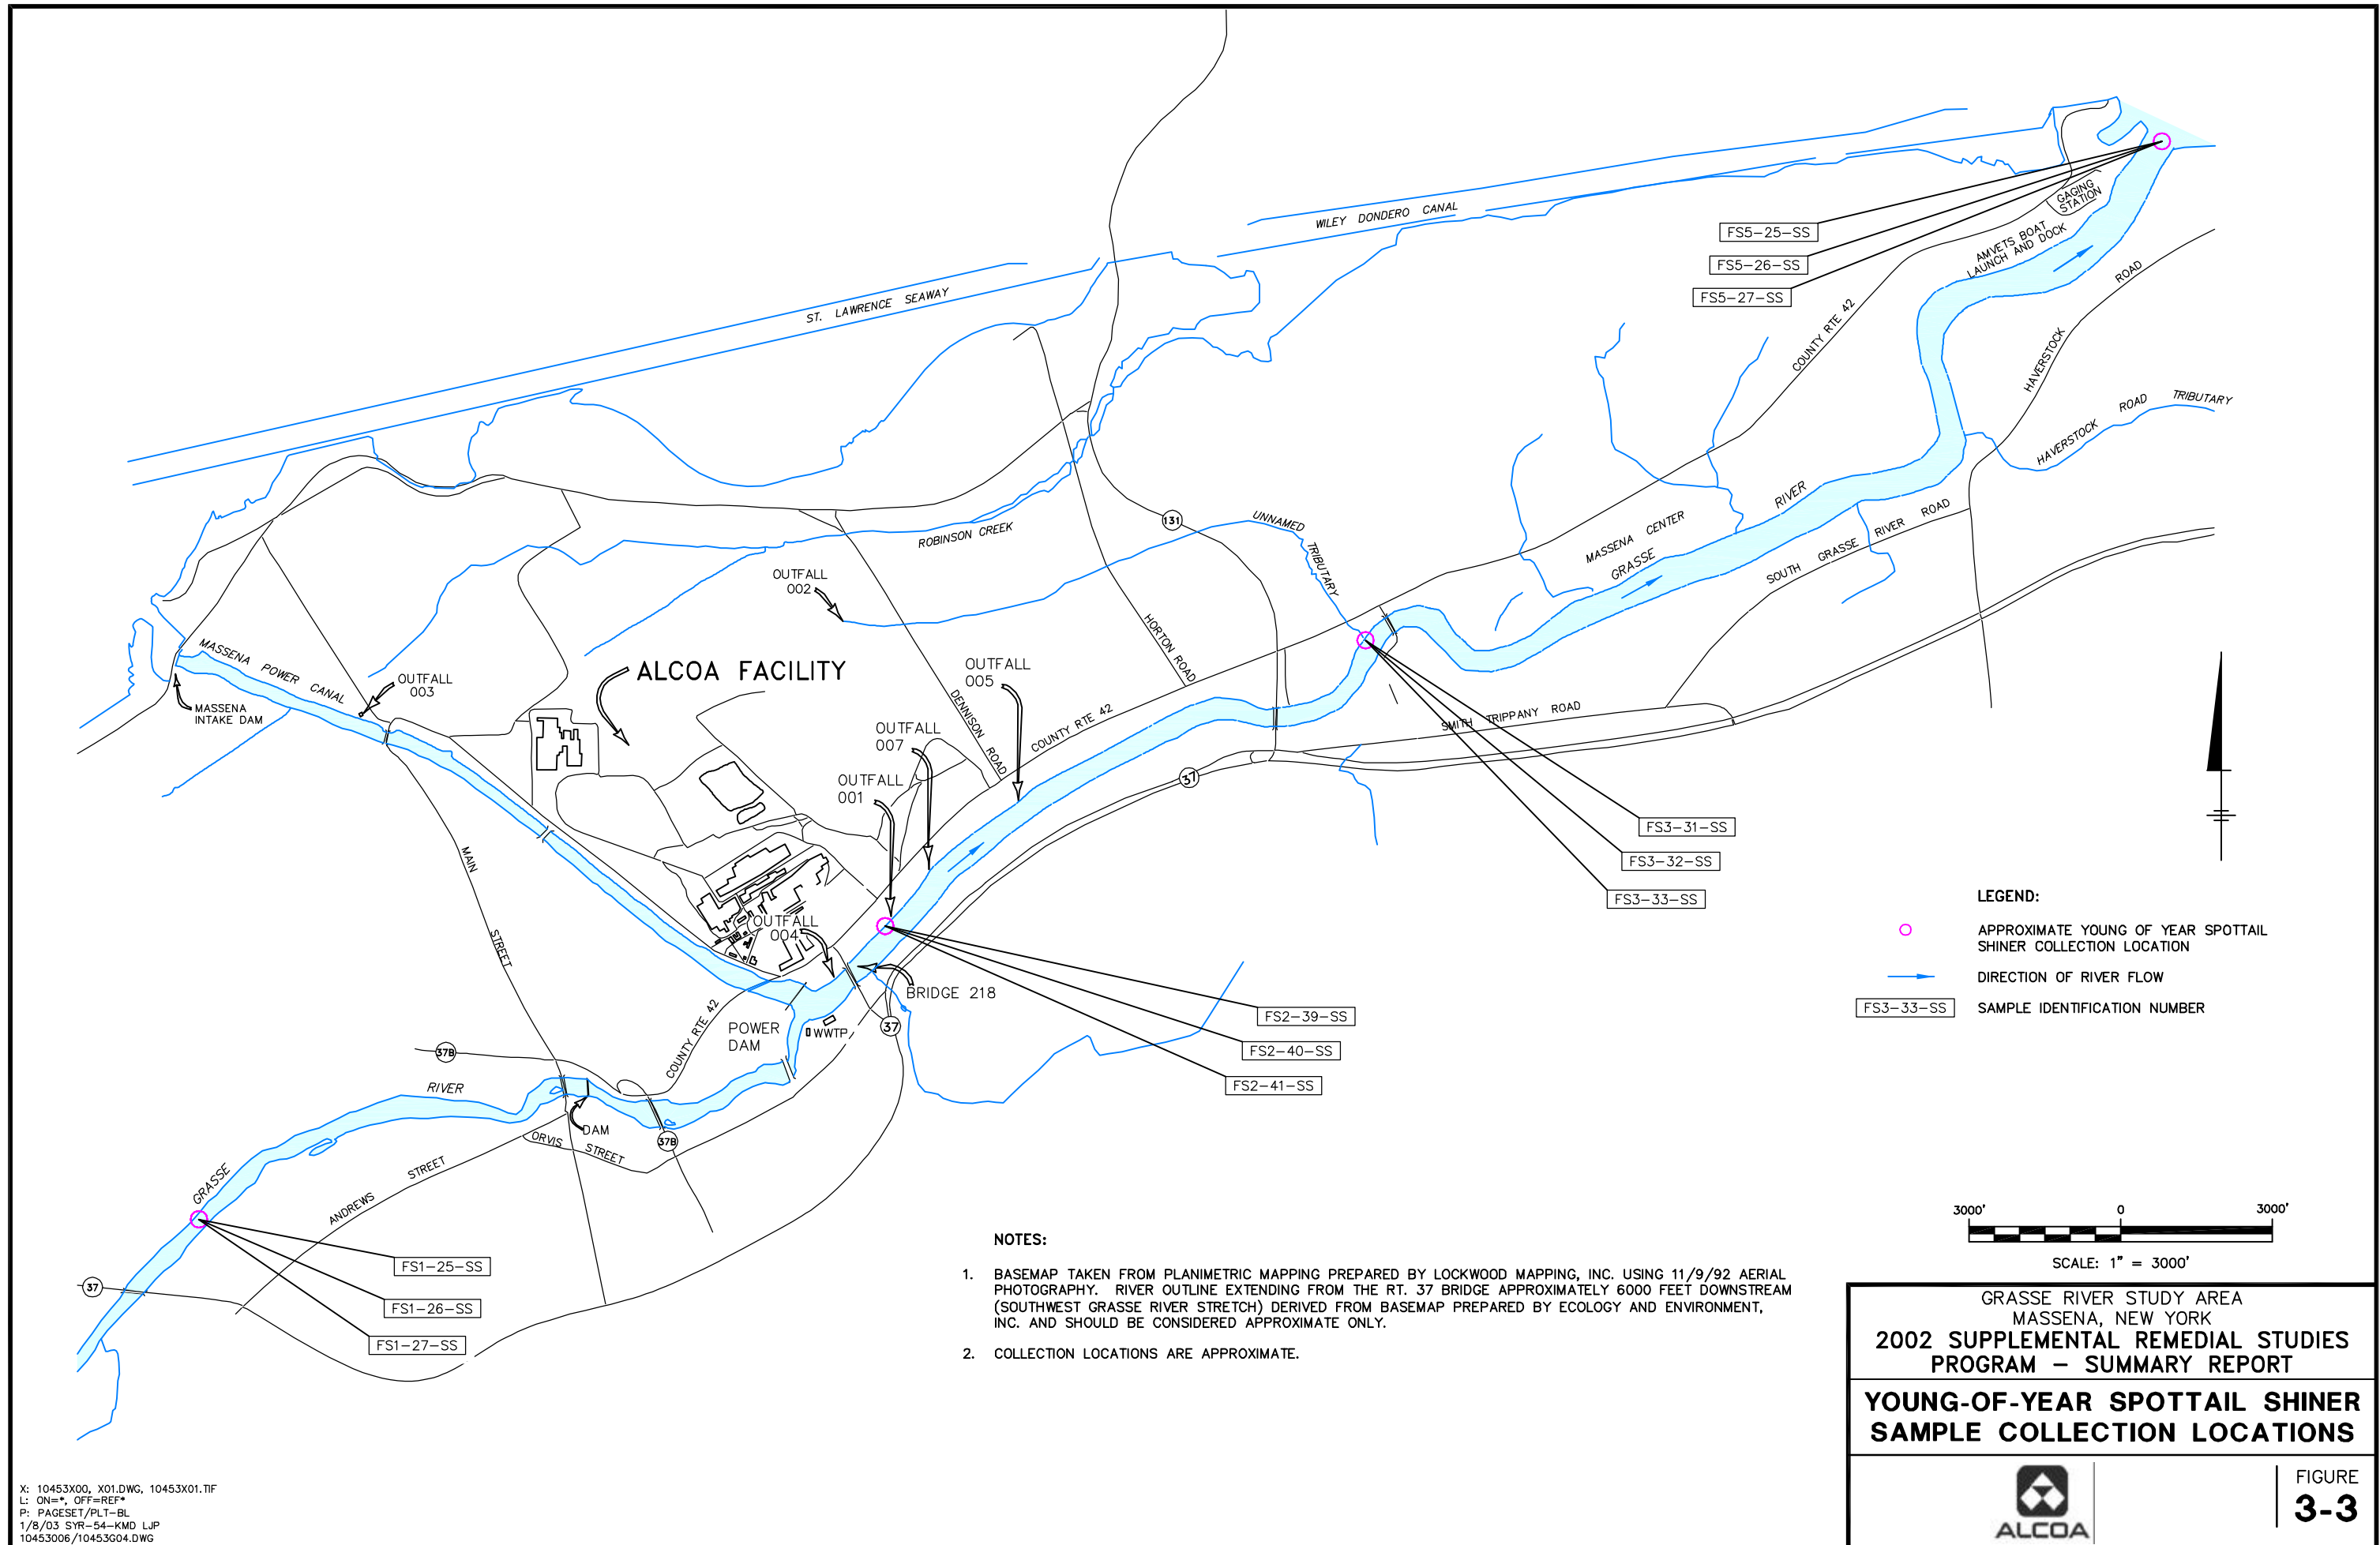 WILEY DONDERO CANAL
GAGING
STATION
AMVETS BOAT
LAUNCH AND DOCK
FS5-25-SS
FS5-26-SS
FS5-27-SS
ST. LAWRENCE SEAWAY
COUNTY RTE 42
HAVERSTOCK
ROAD
HAVERSTOCK ROAD TRIBUTARY
ROBINSON CREEK
131
UNNAMED
TRIBUTARY
MASSENA CENTER
GRASSE
RIVER
SOUTH GRASSE RIVER ROAD
OUTFALL
002
HORTON ROAD
MASSENA POWER CANAL
OUTFALL
003
MASSENA
INTAKE DAM
ALCOA FACILITY
OUTFALL
005
DENNISON ROAD
OUTFALL
007
COUNTY RTE 42
OUTFALL
001
SMITH TRIPPANY ROAD
37
FS3-31-SS
FS3-32-SS
FS3-33-SS
MAIN
STREET
OUTFALL
004
BRIDGE 218
COUNTY RTE 42
POWER
DAM
WWTP
37
FS2-39-SS
FS2-40-SS
FS2-41-SS
37B
RIVER
DAM
37B
ORVIS STREET
GRASSE
ANDREWS STREET
FS1-25-SS
FS1-26-SS
FS1-27-SS
37
LEGEND:
APPROXIMATE YOUNG OF YEAR SPOTTAIL
SHINER COLLECTION LOCATION
DIRECTION OF RIVER FLOW
FS3-33-SS SAMPLE IDENTIFICATION NUMBER
3000' 0 3000'
SCALE: 1" = 3000'
NOTES:
1. BASEMAP TAKEN FROM PLANIMETRIC MAPPING PREPARED BY LOCKWOOD MAPPING, INC. USING 11/9/92 AERIAL
PHOTOGRAPHY. RIVER OUTLINE EXTENDING FROM THE RT. 37 BRIDGE APPROXIMATELY 6000 FEET DOWNSTREAM
(SOUTHWEST GRASSE RIVER STRETCH) DERIVED FROM BASEMAP PREPARED BY ECOLOGY AND ENVIRONMENT,
INC. AND SHOULD BE CONSIDERED APPROXIMATE ONLY.
2. COLLECTION LOCATIONS ARE APPROXIMATE.
GRASSE RIVER STUDY AREA
MASSENA, NEW YORK
2002 SUPPLEMENTAL REMEDIAL STUDIES
PROGRAM – SUMMARY REPORT
YOUNG-OF-YEAR SPOTTAIL SHINER
SAMPLE COLLECTION LOCATIONS
ALCOA
FIGURE
3-3
X: 10453X00, X01.DWG, 10453X01.TIF
L: ON=*, OFF=REF*
P: PAGESET/PLT-BL
1/8/03 SYR-54-KMD LJP
10453006/10453G04.DWG